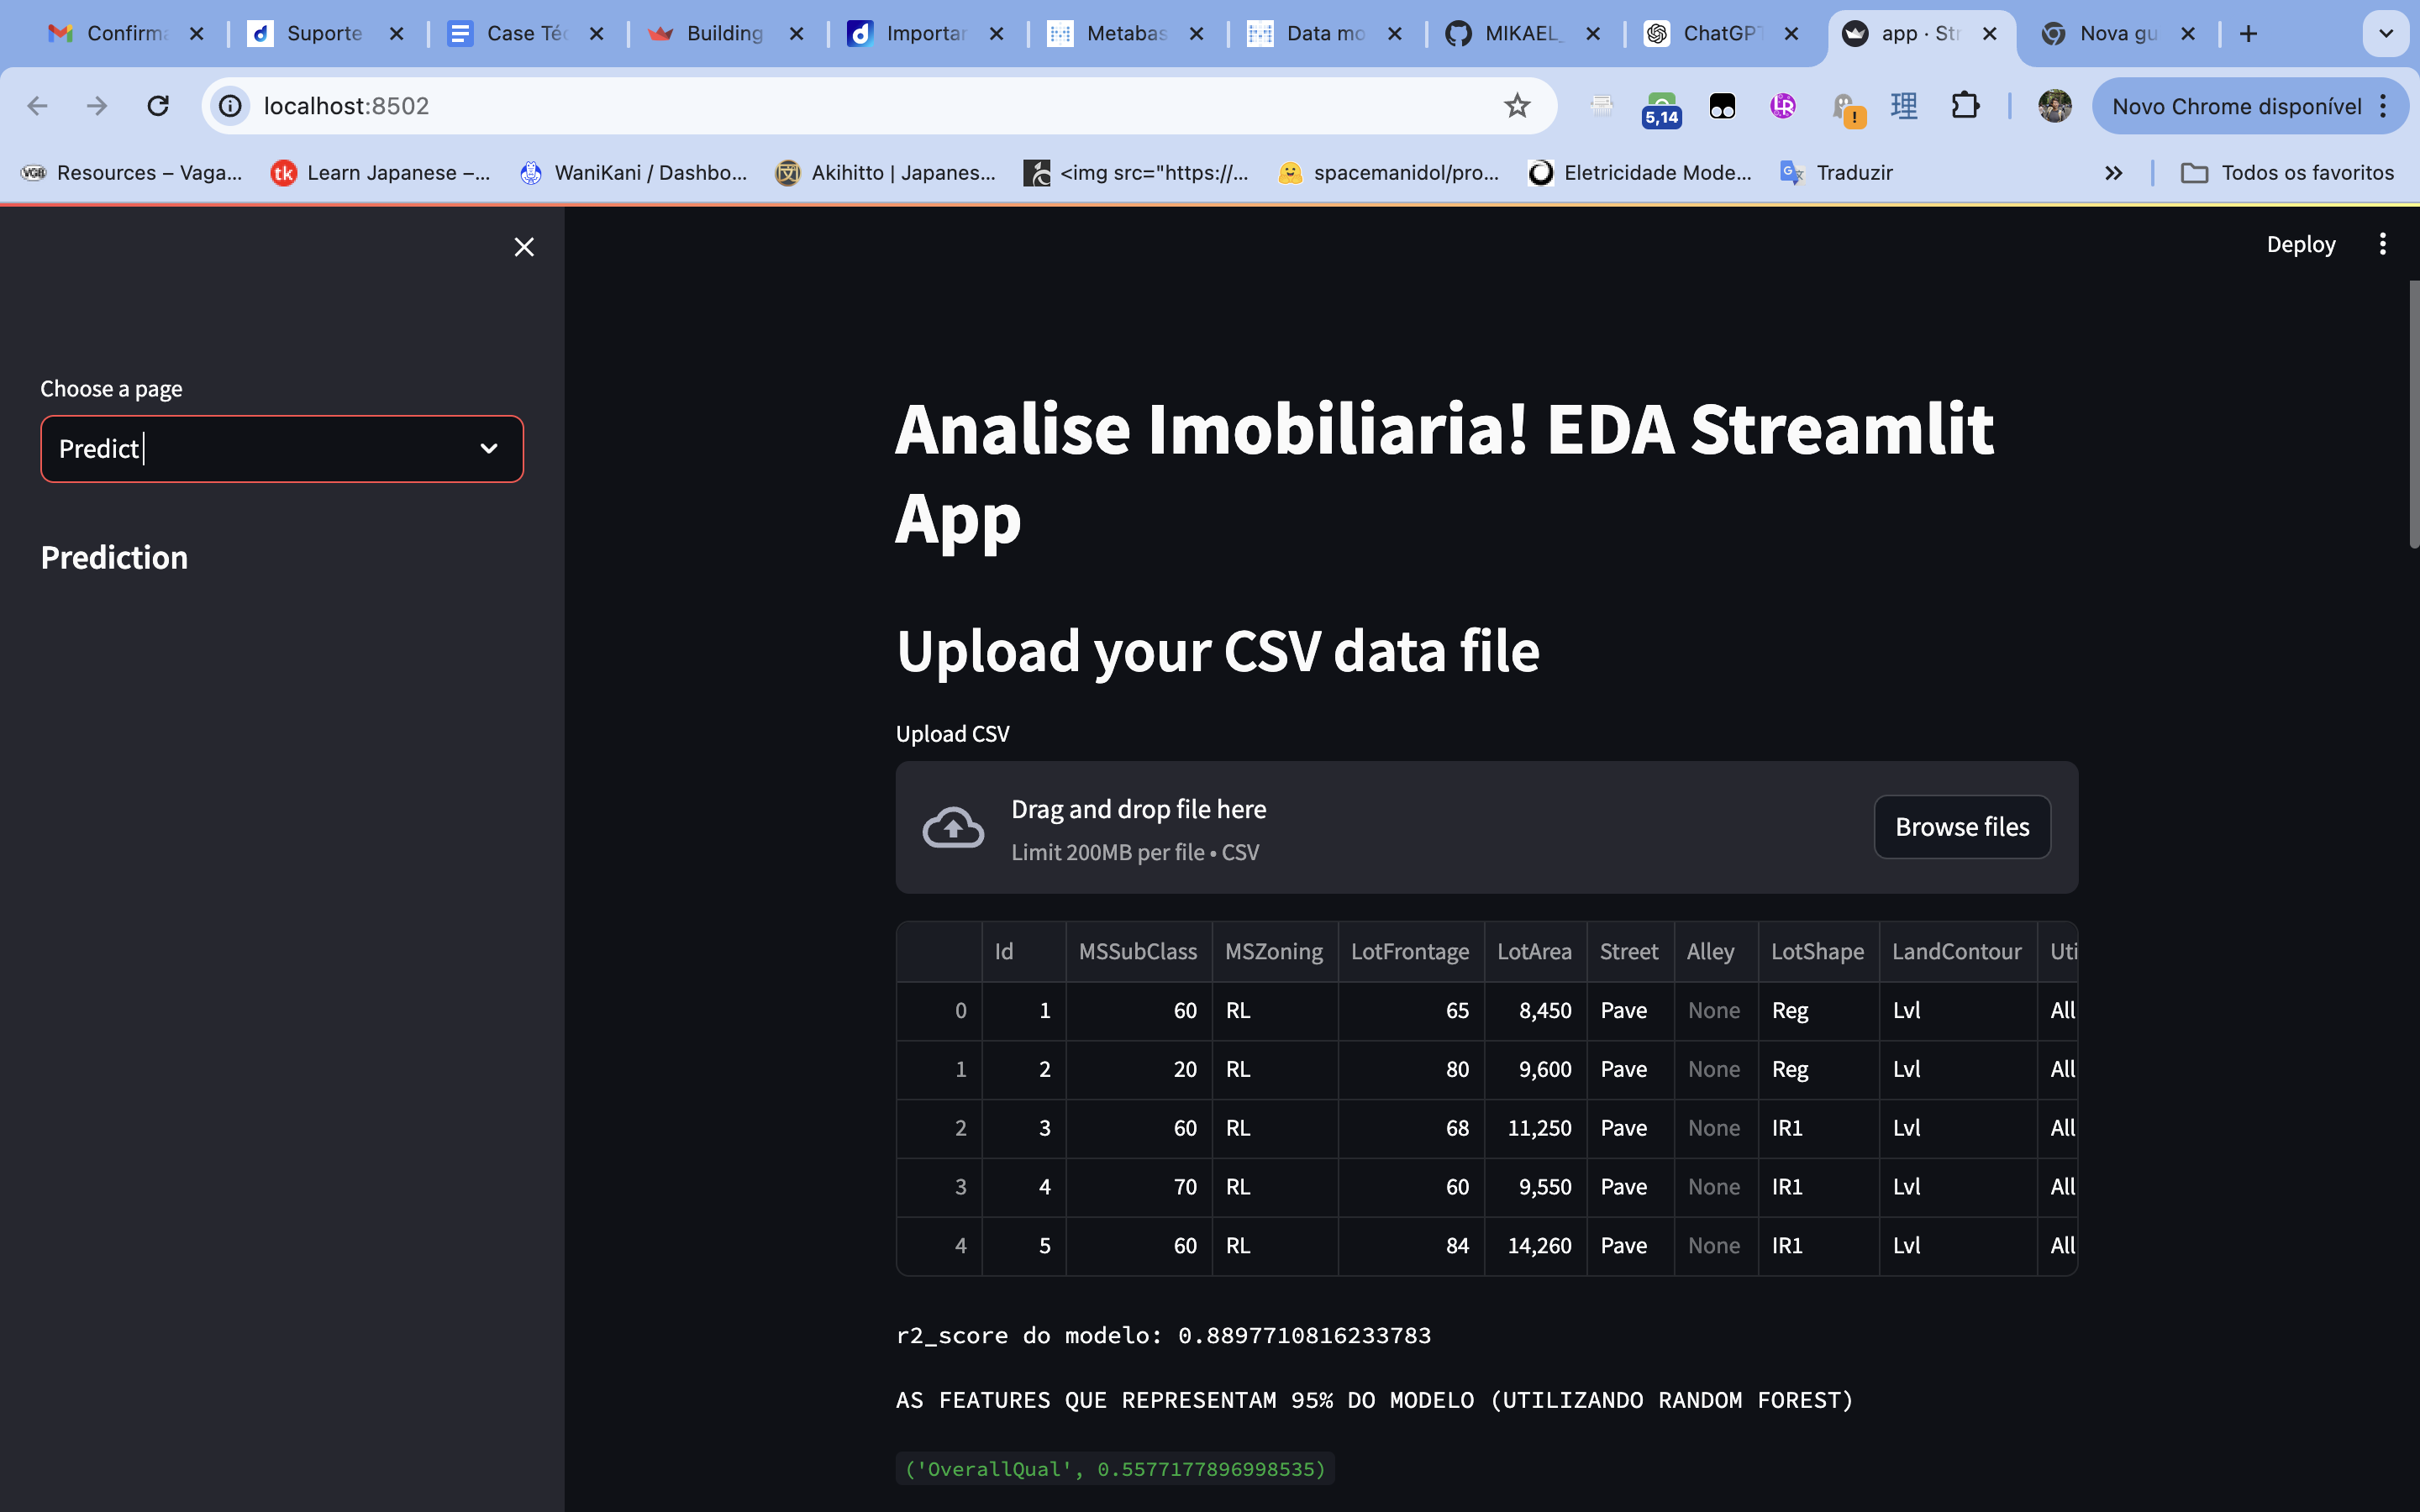 Confirma
Suporte
Case Téc
Building
Importar
Metabas
Data mo
MIKAEL_
ChatGPT
app · Str
Nova gu
localhost:8502
5,14
理
Novo Chrome disponível
Resources – Vaga...
Learn Japanese –...
WaniKani / Dashbo...
Akihitto | Japanes...
<img src="https://...
spacemanidol/pro...
Eletricidade Mode...
Traduzir
Todos os favoritos
Deploy
Choose a page
Predict
Prediction
Analise Imobiliaria! EDA Streamlit
App
Upload your CSV data file
Upload CSV
Drag and drop file here
Limit 200MB per file • CSV
Browse files
Id MSSubClass MSZoning LotFrontage LotArea Street Alley LotShape LandContour Uti
0 1 60 RL 65 8,450 Pave None Reg Lvl All
1 2 20 RL 80 9,600 Pave None Reg Lvl All
2 3 60 RL 68 11,250 Pave None IR1 Lvl All
3 4 70 RL 60 9,550 Pave None IR1 Lvl All
4 5 60 RL 84 14,260 Pave None IR1 Lvl All
r2_score do modelo: 0.8897710816233783
AS FEATURES QUE REPRESENTAM 95% DO MODELO (UTILIZANDO RANDOM FOREST)
('OverallQual', 0.5577177896998535)